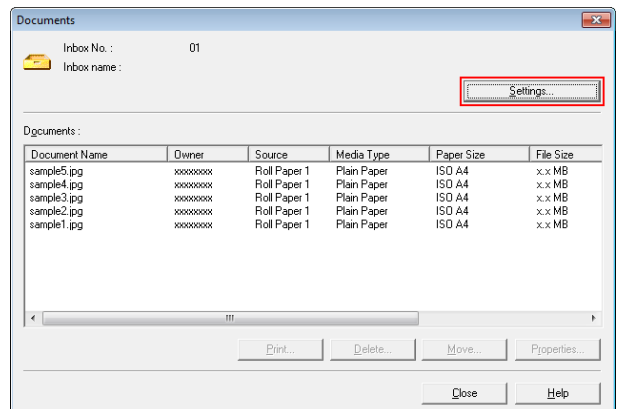 Documents
Inbox No. : 01
Inbox name :
Settings...
Documents :
Document Name Owner Source Media Type Paper Size File Size
sample5.jpg xxxxxxxx Roll Paper 1 Plain Paper ISO A4 x.x MB
sample4.jpg xxxxxxxx Roll Paper 1 Plain Paper ISO A4 x.x MB
sample3.jpg xxxxxxxx Roll Paper 1 Plain Paper ISO A4 x.x MB
sample2.jpg xxxxxxxx Roll Paper 1 Plain Paper ISO A4 x.x MB
sample1.jpg xxxxxxxx Roll Paper 1 Plain Paper ISO A4 x.x MB
Print... Delete... Move... Properties...
Close Help